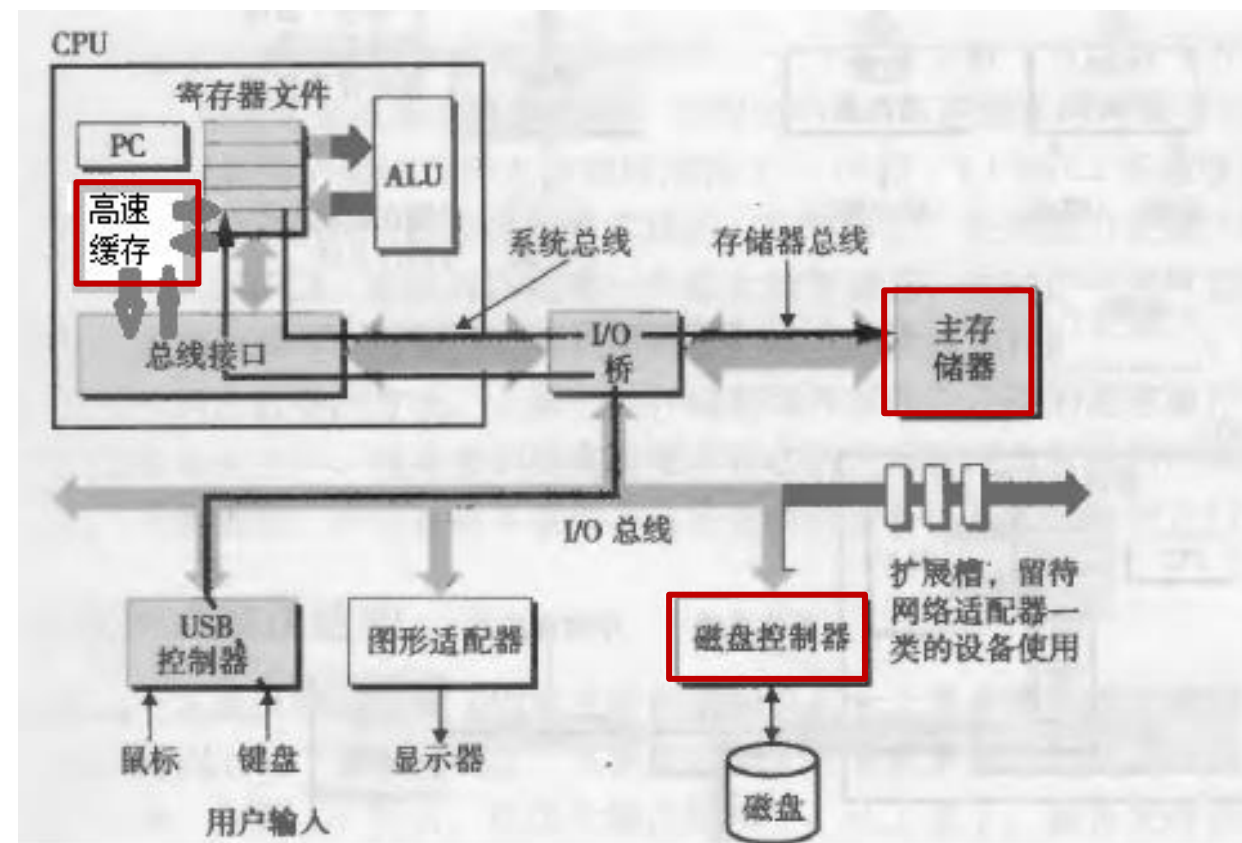 CPU
寄存器文件
PC
ALU
高速
缓存
系统总线
存储器总线
总线接口
I/O
桥
主存
储器
I/O 总线
扩展槽，留待
网络适配器一
类的设备使用
USB
控制器
图形适配器
磁盘控制器
鼠标
键盘
显示器
磁盘
用户输入